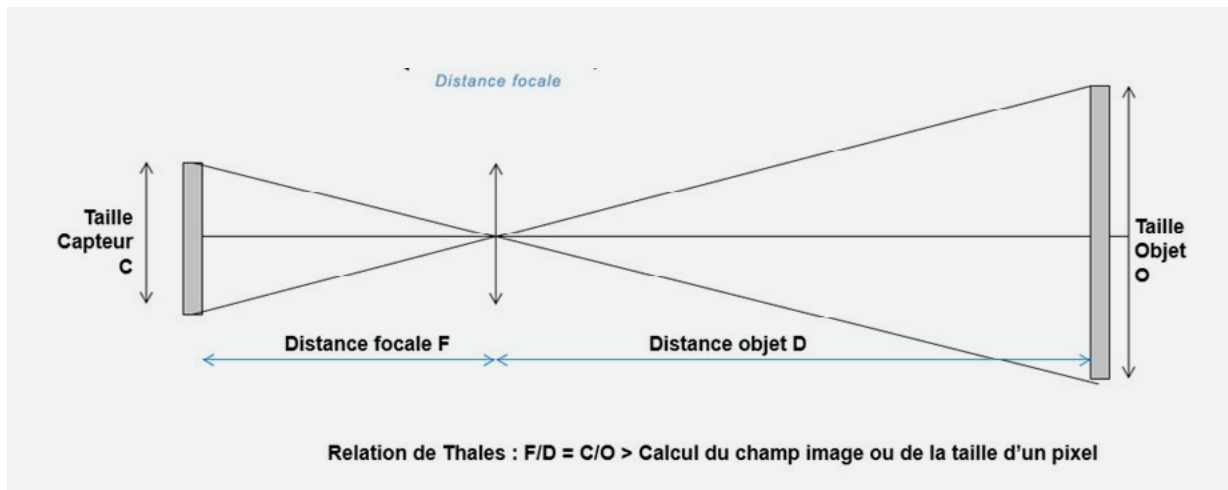 Distance focale
Taille
Capteur
C
Taille
Objet
O
Distance focale F
Distance objet D
Relation de Thales : F/D = C/O > Calcul du champ image ou de la taille d'un pixel